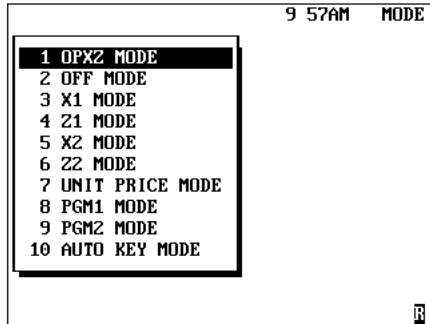 9 57AM MODE
1 OPXZ MODE
2 OFF MODE
3 X1 MODE
4 Z1 MODE
5 X2 MODE
6 Z2 MODE
7 UNIT PRICE MODE
8 PGM1 MODE
9 PGM2 MODE
10 AUTO KEY MODE
R